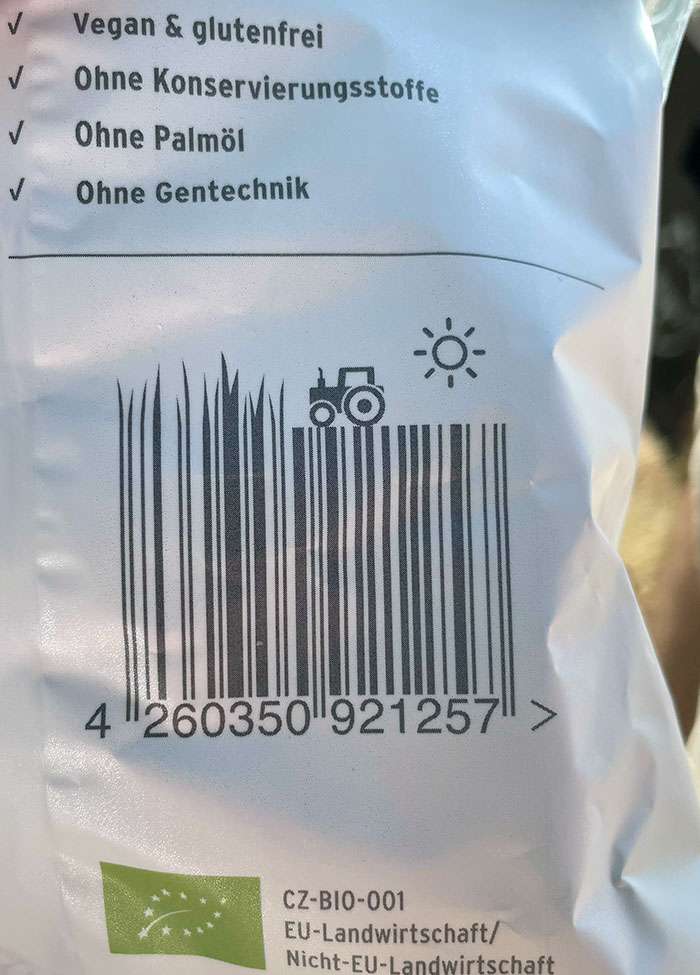 √ Vegan & glutenfrei
√ Ohne Konservierungsstoffe
√ Ohne Palmöl
√ Ohne Gentechnik
4 260350 921257 >
CZ-BIO-001
EU-Landwirtschaft/
Nicht-EU-Landwirtschaft